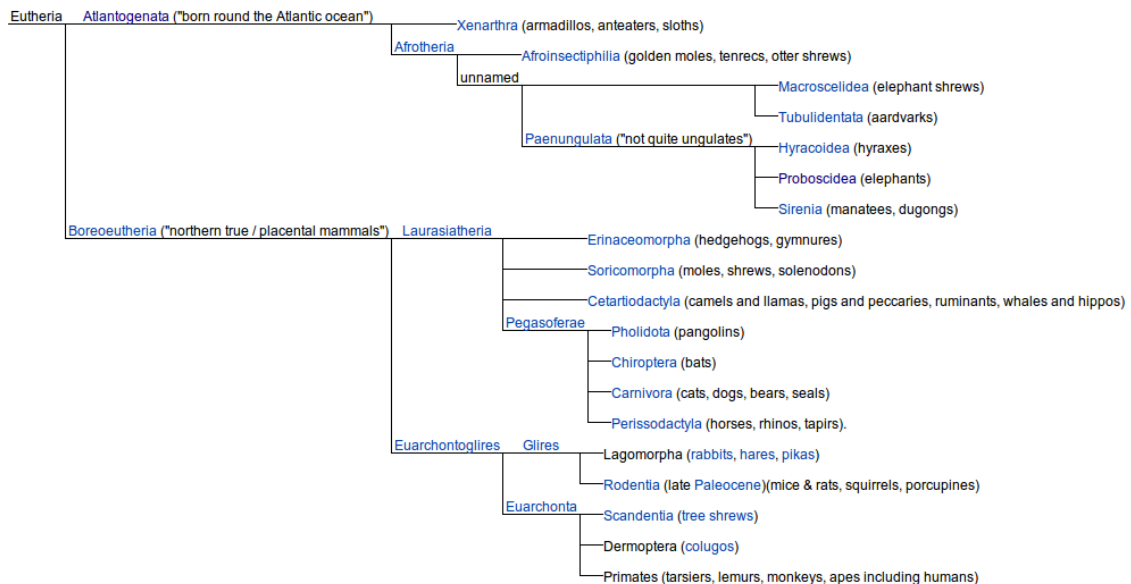 Eutheria Atlantogenata ("born round the Atlantic ocean")
Xenarthra (armadillos, anteaters, sloths)
Afrotheria
Afroinsectiphilia (golden moles, tenrecs, otter shrews)
unnamed
Macroscelidea (elephant shrews)
Tubulidentata (aardvarks)
Paenungulata ("not quite ungulates")
Hyracoidea (hyraxes)
Proboscidea (elephants)
Sirenia (manatees, dugongs)
Boreoeutheria ("northern true / placental mammals") Laurasiatheria
Erinaceomorpha (hedgehogs, gymnures)
Soricomorpha (moles, shrews, solenodons)
Cetartiodactyla (camels and llamas, pigs and peccaries, ruminants, whales and hippos)
Pegasoferae
Pholidota (pangolins)
Chiroptera (bats)
Carnivora (cats, dogs, bears, seals)
Perissodactyla (horses, rhinos, tapirs).
Euarchontoglires Glires
Lagomorpha (rabbits, hares, pikas)
Rodentia (late Paleocene)(mice & rats, squirrels, porcupines)
Euarchonta
Scandentia (tree shrews)
Dermoptera (colugos)
Primates (tarsiers, lemurs, monkeys, apes including humans)